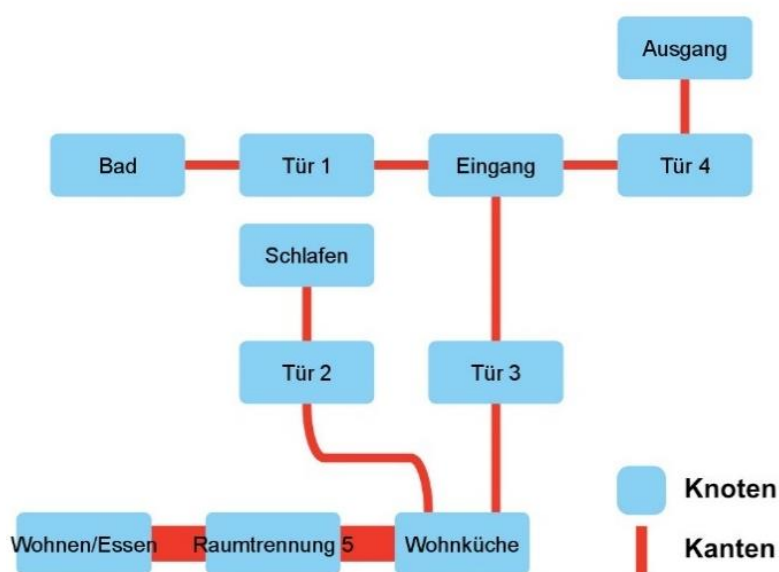 Ausgang
Bad
Tür 1
Eingang
Tür 4
Schlafen
Tür 2
Tür 3
Knoten
Wohnen/Essen
Raumtrennung 5
Wohnküche
Kanten